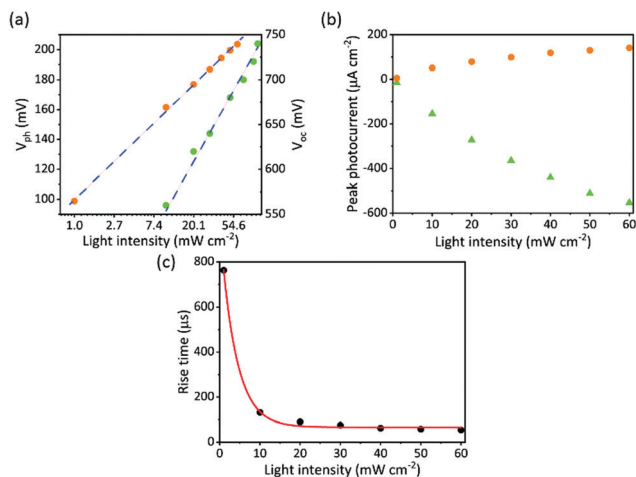 (a)
V_ph (mV)
200
180
160
140
120
100
1.0 2.7 7.4 20.1 54.6
Light intensity (mW cm⁻²)
750
700
650
600
550
V_oc (mV)
(b)
Peak photocurrent (μA cm⁻²)
200
0
-200
-400
-600
0 10 20 30 40 50 60
Light intensity (mW cm⁻²)
(c)
Rise time (μs)
800
600
400
200
0
0 10 20 30 40 50 60
Light intensity (mW cm⁻²)